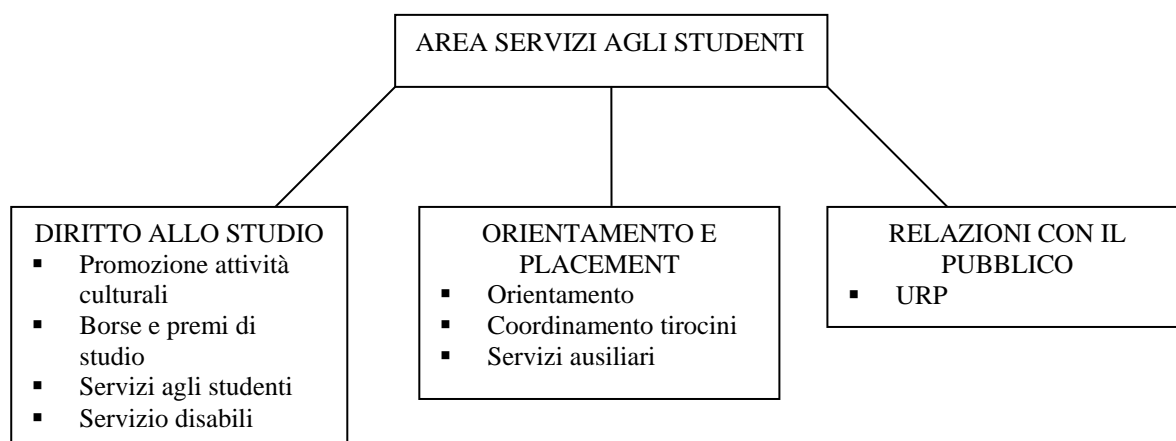 AREA SERVIZI AGLI STUDENTI
DIRITTO ALLO STUDIO
▪ Promozione attività
culturali
▪ Borse e premi di
studio
▪ Servizi agli studenti
▪ Servizio disabili
ORIENTAMENTO E
PLACEMENT
▪ Orientamento
▪ Coordinamento tirocini
▪ Servizi ausiliari
RELAZIONI CON IL
PUBBLICO
▪ URP